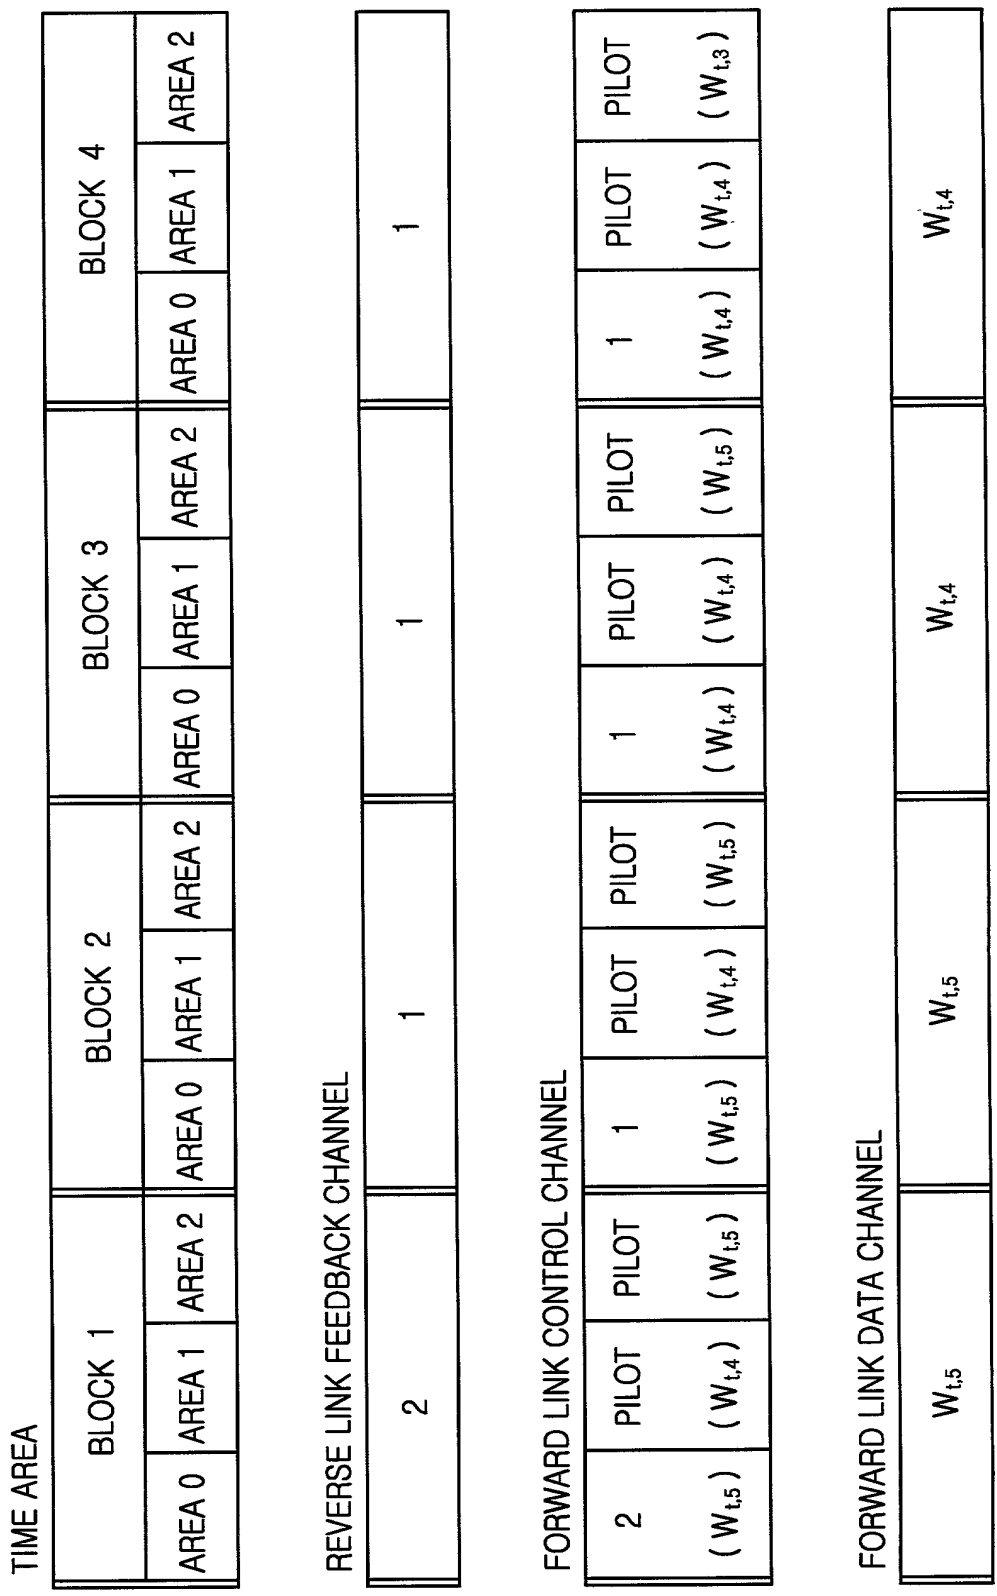 TIME AREA
BLOCK 1 BLOCK 2 BLOCK 3 BLOCK 4
AREA 0 AREA 1 AREA 2 AREA 0 AREA 1 AREA 2 AREA 0 AREA 1 AREA 2 AREA 0 AREA 1 AREA 2
REVERSE LINK FEEDBACK CHANNEL
2 1 1 1
FORWARD LINK CONTROL CHANNEL
2 PILOT PILOT 1 PILOT PILOT 1 PILOT PILOT 1 PILOT PILOT
(Wt,5) (Wt,4) (Wt,5) (Wt,5) (Wt,4) (Wt,5) (Wt,4) (Wt,4) (Wt,5) (Wt,4) (Wt,4) (Wt,3)
FORWARD LINK DATA CHANNEL
Wt,5 Wt,5 Wt,4 Wt,4